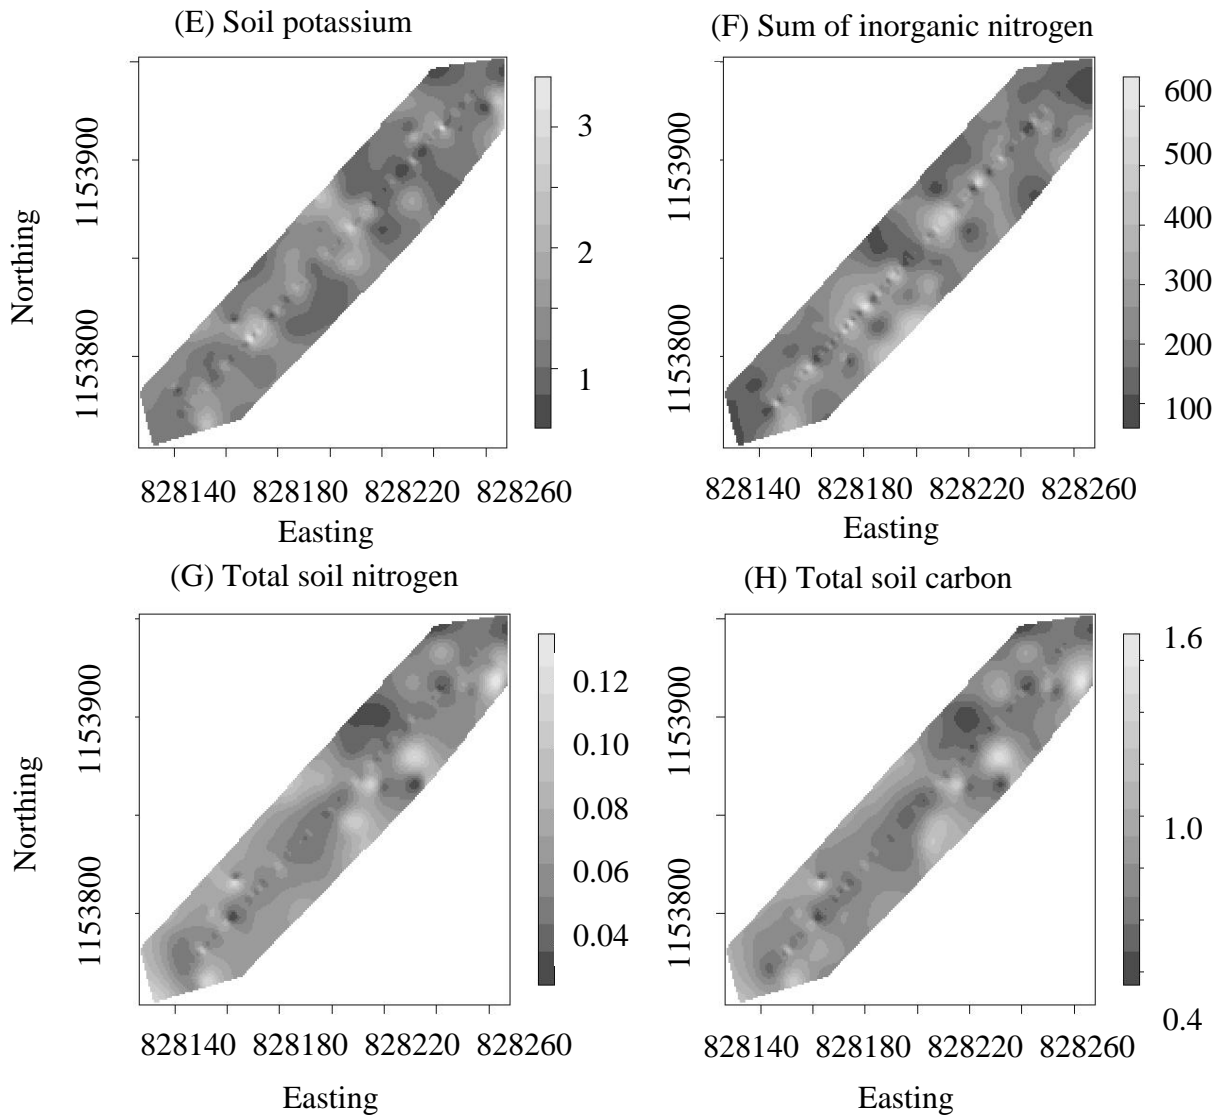 (E) Soil potassium
(F) Sum of inorganic nitrogen
Northing
1153900
1153800
3
2
1
1153900
1153800
600
500
400
300
200
100
828140 828180 828220 828260
Easting
828140 828180 828220 828260
Easting
(G) Total soil nitrogen
(H) Total soil carbon
Northing
1153900
1153800
0.12
0.10
0.08
0.06
0.04
1153900
1153800
1.6
1.0
0.4
828140 828180 828220 828260
Easting
828140 828180 828220 828260
Easting